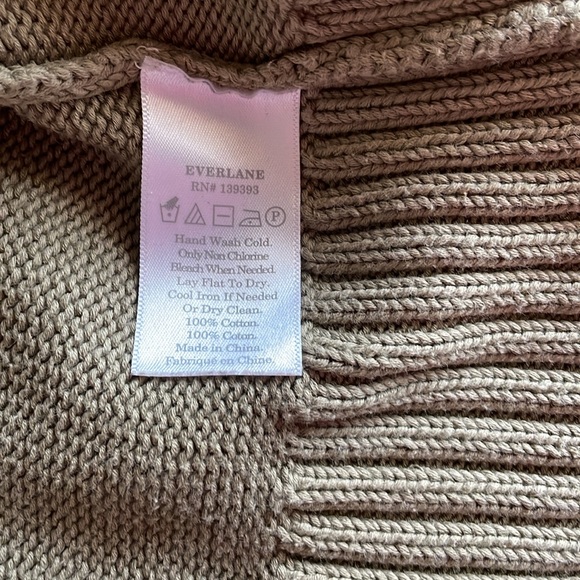 EVERLANE
RN# 139393
P
Hand Wash Cold.
Only Non Chlorine
Bleach When Needed.
Lay Flat To Dry.
Cool Iron If Needed
Or Dry Clean.
100% Cotton.
100% Coton.
Made in China.
Fabriqué en Chine.